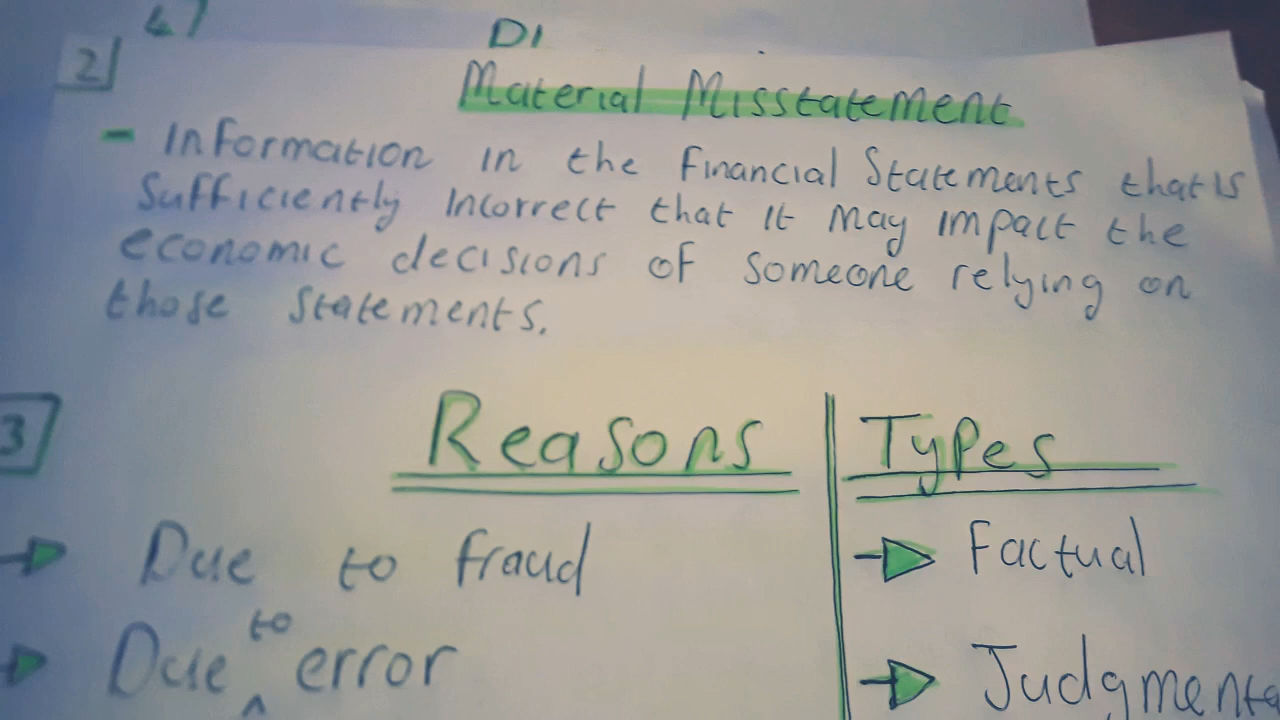 4)
D1
2
Material Misstatement
- Information in the Financial Statements that is
Sufficiently incorrect that it may impact the
economic decisions of someone relying on
those statements.
3
Reasons
Types
Due to fraud
Factual
Due to error
Judgmenta